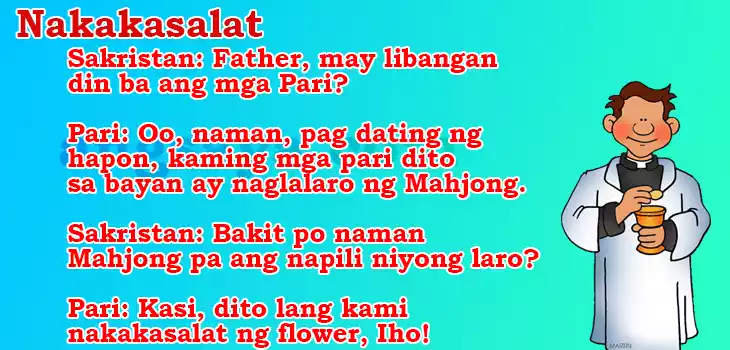 Nakakasalat
Sakristan: Father, may libangan
din ba ang mga Pari?
Pari: Oo, naman, pag dating ng
hapon, kaming mga pari dito
sa bayan ay naglalaro ng Mahjong.
Sakristan: Bakit po naman
Mahjong pa ang napili niyong laro?
Pari: Kasi, dito lang kami
nakakasalat ng flower, Iho!
MARTIN